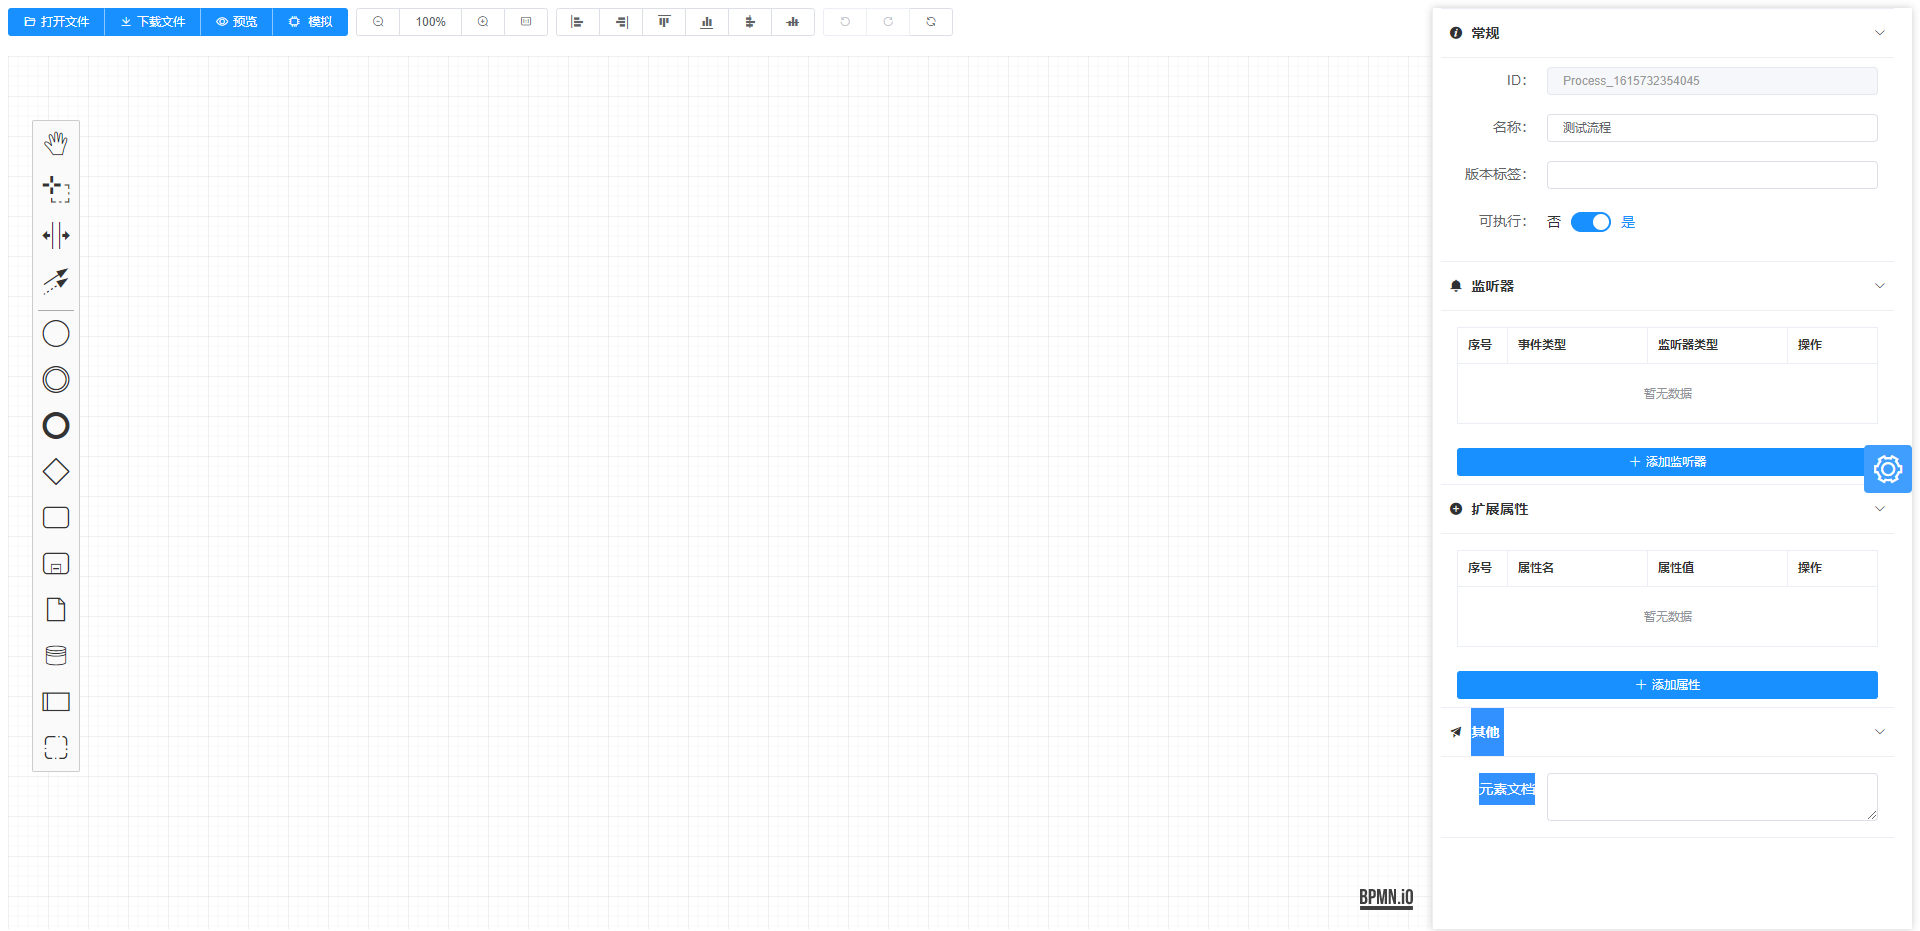 打开文件 下载文件 预览 模拟 100%
常规
ID: Process_1615732354045
名称: 测试流程
版本标签:
可执行: 否 是
监听器
序号 事件类型 监听器类型 操作
暂无数据
添加监听器
扩展属性
序号 属性名 属性值 操作
暂无数据
添加属性
其他
元素文档
BPMN.iO